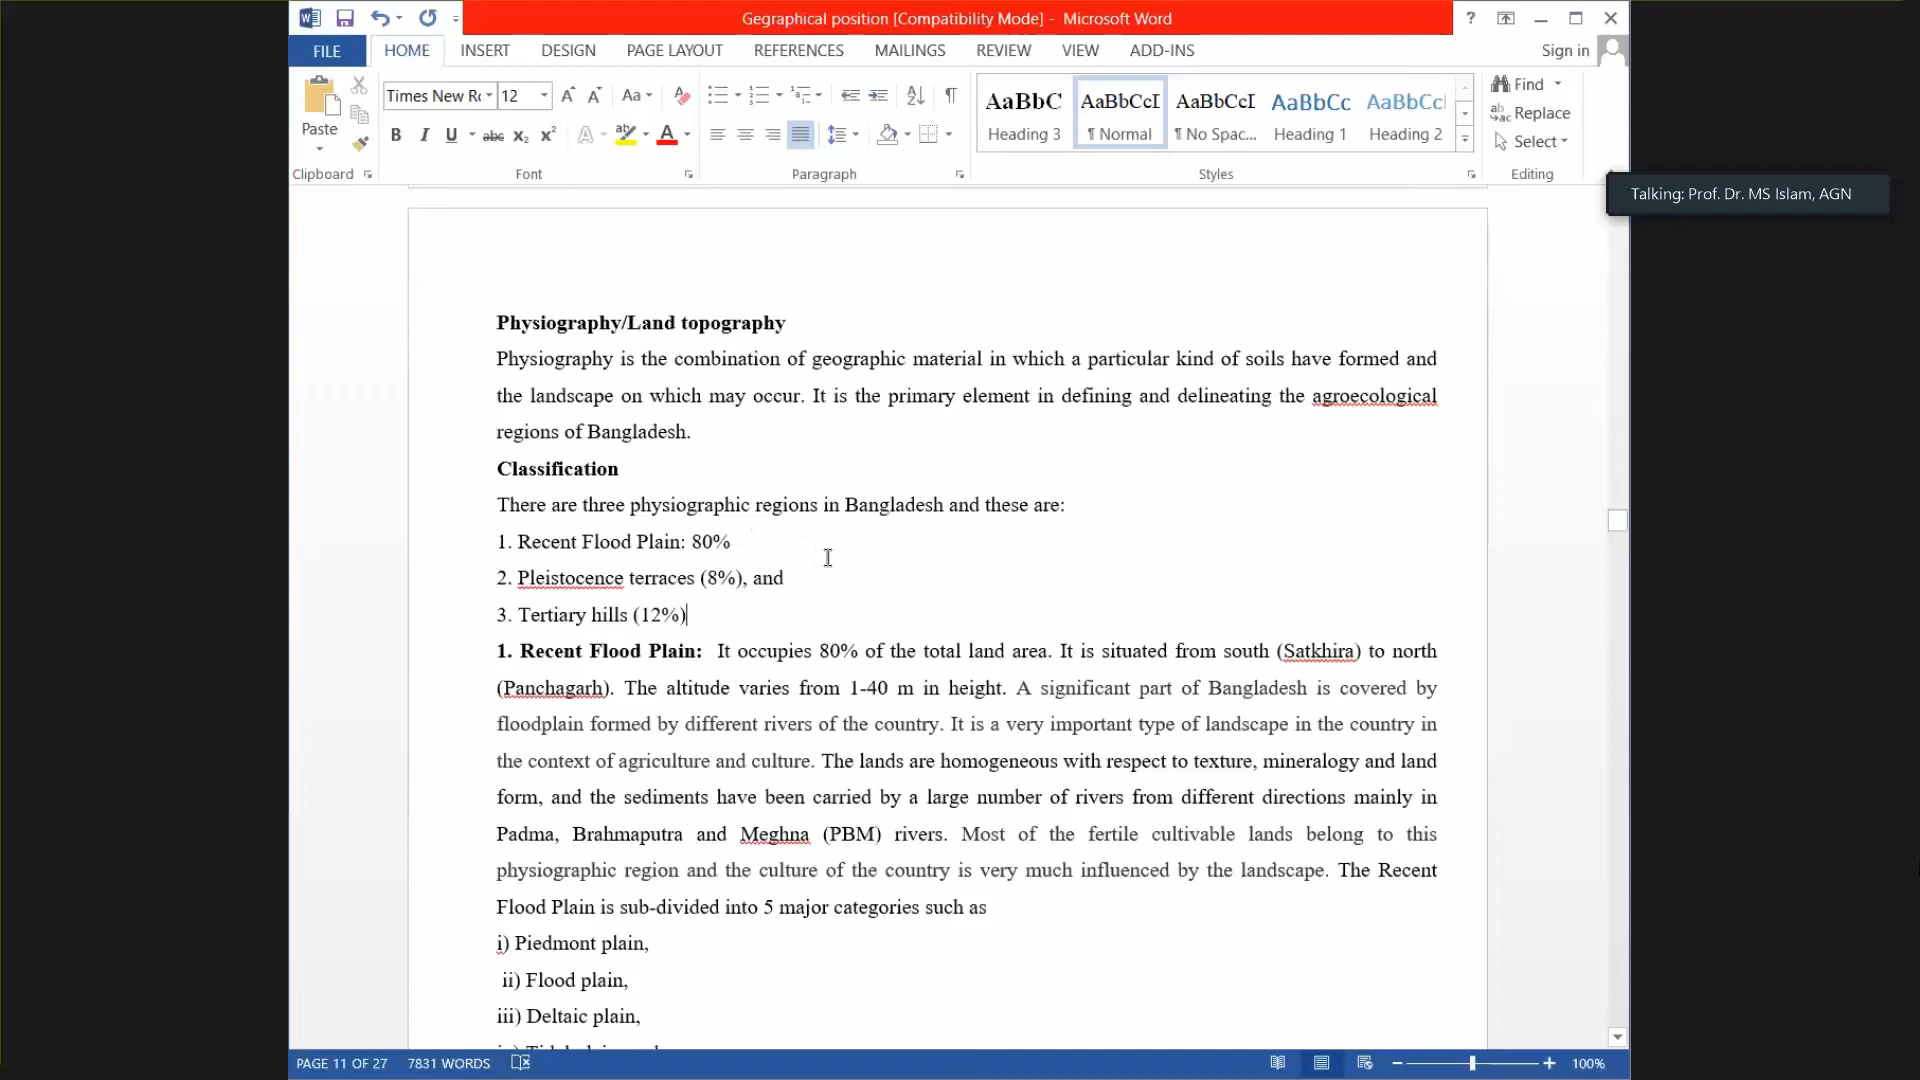 Gegraphical position [Compatibility Mode] - Microsoft Word
FILE HOME INSERT DESIGN PAGE LAYOUT REFERENCES MAILINGS REVIEW VIEW ADD-INS Sign in
Times New Rc 12 Aa
AaBbC AaBbCcI AaBbCcI AaBbCc AaBbCcI
Find
Replace
Select
Paste
Heading 3 ¶ Normal ¶ No Spac... Heading 1 Heading 2
B I U abc X₂ X² A ab A
Clipboard Font Paragraph Styles Editing
Talking: Prof. Dr. MS Islam, AGN
Physiography/Land topography
Physiography is the combination of geographic material in which a particular kind of soils have formed and
the landscape on which may occur. It is the primary element in defining and delineating the agroecological
regions of Bangladesh.
Classification
There are three physiographic regions in Bangladesh and these are:
1. Recent Flood Plain: 80%
2. Pleistocence terraces (8%), and
3. Tertiary hills (12%)
1. Recent Flood Plain: It occupies 80% of the total land area. It is situated from south (Satkhira) to north
(Panchagarh). The altitude varies from 1-40 m in height. A significant part of Bangladesh is covered by
floodplain formed by different rivers of the country. It is a very important type of landscape in the country in
the context of agriculture and culture. The lands are homogeneous with respect to texture, mineralogy and land
form, and the sediments have been carried by a large number of rivers from different directions mainly in
Padma, Brahmaputra and Meghna (PBM) rivers. Most of the fertile cultivable lands belong to this
physiographic region and the culture of the country is very much influenced by the landscape. The Recent
Flood Plain is sub-divided into 5 major categories such as
i) Piedmont plain,
ii) Flood plain,
iii) Deltaic plain,
PAGE 11 OF 27 7831 WORDS 100%